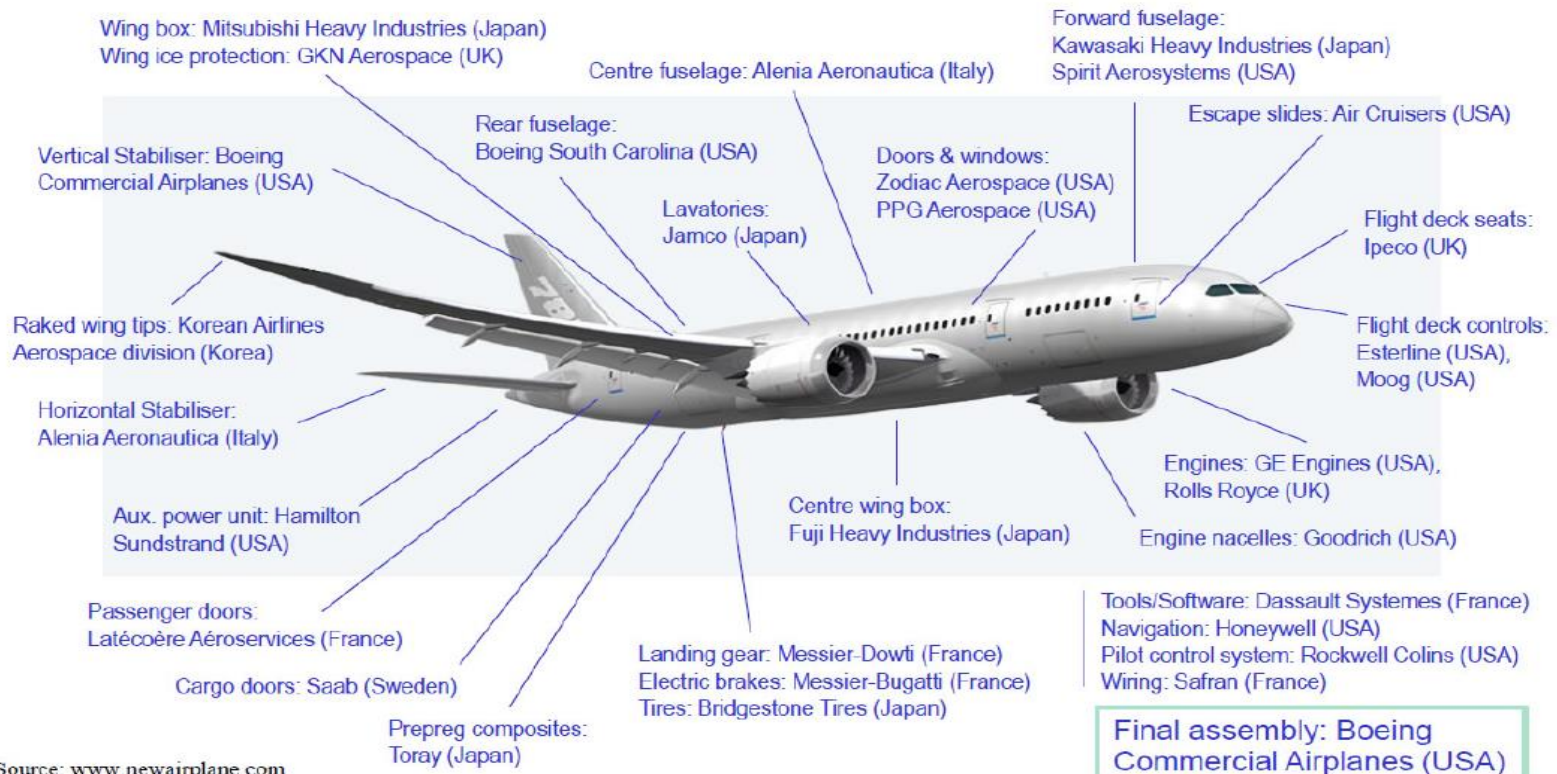 Wing box: Mitsubishi Heavy Industries (Japan)
Wing ice protection: GKN Aerospace (UK)
Centre fuselage: Alenia Aeronautica (Italy)
Forward fuselage:
Kawasaki Heavy Industries (Japan)
Spirit Aerosystems (USA)
Escape slides: Air Cruisers (USA)
Rear fuselage:
Boeing South Carolina (USA)
Vertical Stabiliser: Boeing
Commercial Airplanes (USA)
Doors & windows:
Zodiac Aerospace (USA)
PPG Aerospace (USA)
Lavatories:
Jamco (Japan)
Flight deck seats:
Ipeco (UK)
Raked wing tips: Korean Airlines
Aerospace division (Korea)
Flight deck controls:
Esterline (USA),
Moog (USA)
Horizontal Stabiliser:
Alenia Aeronautica (Italy)
Engines: GE Engines (USA),
Rolls Royce (UK)
Aux. power unit: Hamilton
Sundstrand (USA)
Centre wing box:
Fuji Heavy Industries (Japan)
Engine nacelles: Goodrich (USA)
Passenger doors:
Latécoère Aéroservices (France)
Cargo doors: Saab (Sweden)
Prepreg composites:
Toray (Japan)
Landing gear: Messier-Dowti (France)
Electric brakes: Messier-Bugatti (France)
Tires: Bridgestone Tires (Japan)
Tools/Software: Dassault Systemes (France)
Navigation: Honeywell (USA)
Pilot control system: Rockwell Colins (USA)
Wiring: Safran (France)
Final assembly: Boeing
Commercial Airplanes (USA)
Source: www.newairplane.com